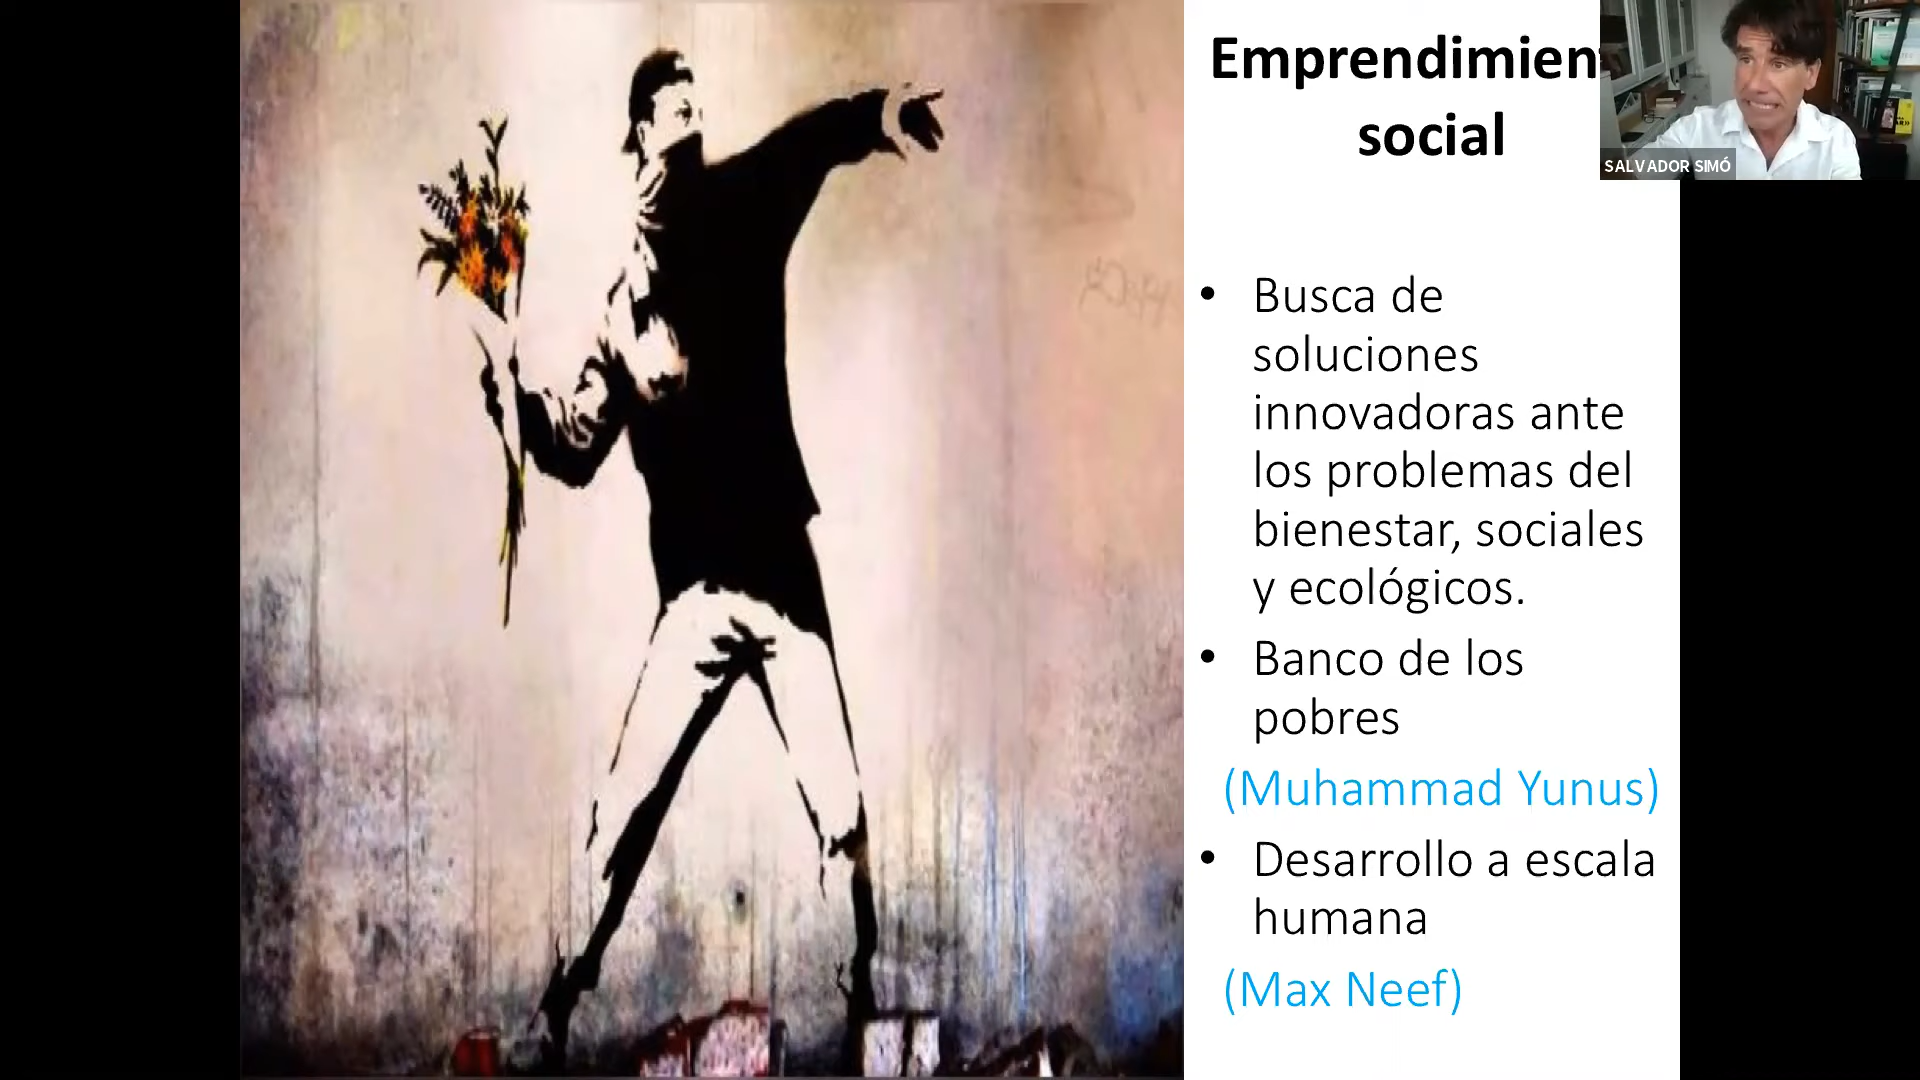 Emprendimien
social
SALVADOR SIMÓ
• Busca de
soluciones
innovadoras ante
los problemas del
bienestar, sociales
y ecológicos.
• Banco de los
pobres
(Muhammad Yunus)
• Desarrollo a escala
humana
(Max Neef)